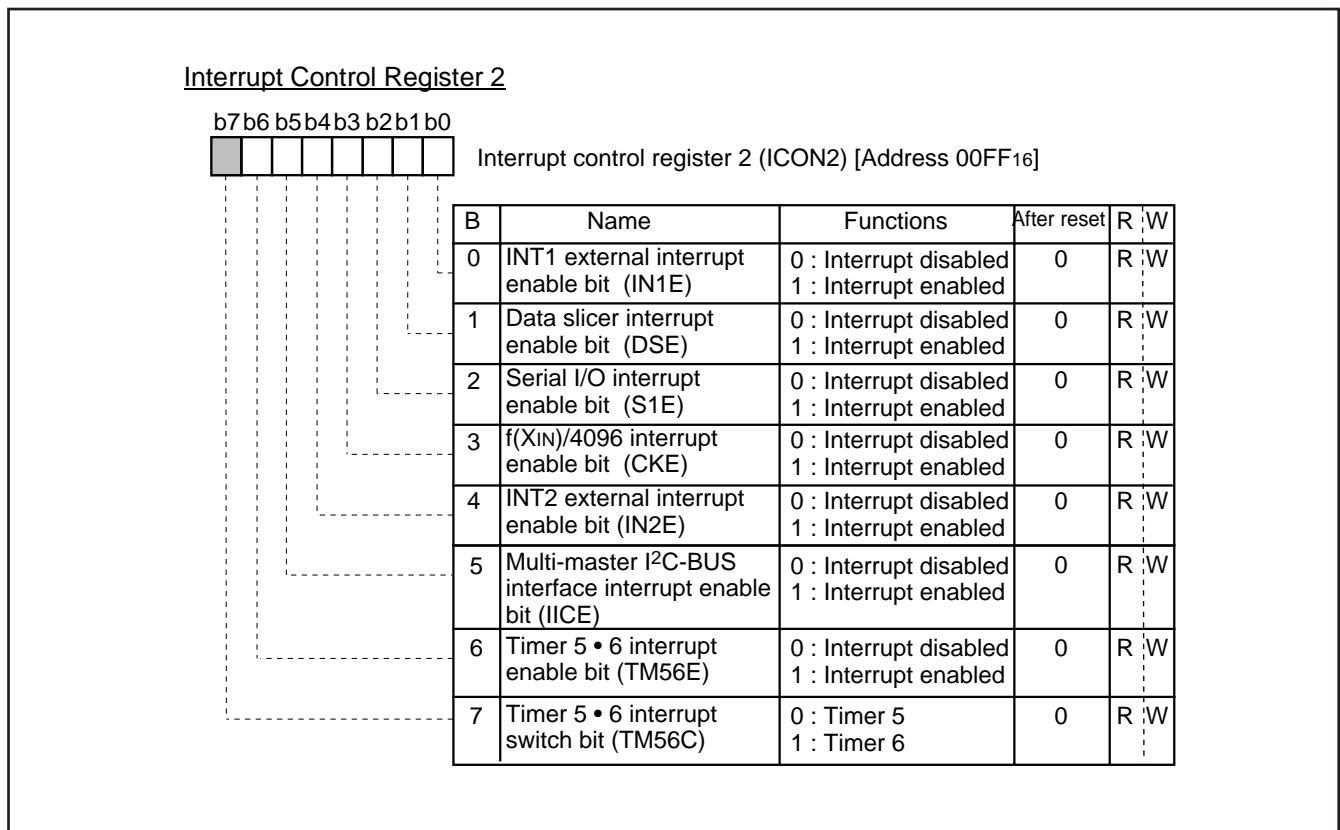 Interrupt Control Register 2
b7 b6 b5 b4 b3 b2 b1 b0
Interrupt control register 2 (ICON2) [Address 00FF16]
B Name Functions After reset R W
0 INT1 external interrupt enable bit (IN1E) 0 : Interrupt disabled 1 : Interrupt enabled 0 R W
1 Data slicer interrupt enable bit (DSE) 0 : Interrupt disabled 1 : Interrupt enabled 0 R W
2 Serial I/O interrupt enable bit (S1E) 0 : Interrupt disabled 1 : Interrupt enabled 0 R W
3 f(XIN)/4096 interrupt enable bit (CKE) 0 : Interrupt disabled 1 : Interrupt enabled 0 R W
4 INT2 external interrupt enable bit (IN2E) 0 : Interrupt disabled 1 : Interrupt enabled 0 R W
5 Multi-master I2C-BUS interface interrupt enable bit (IICE) 0 : Interrupt disabled 1 : Interrupt enabled 0 R W
6 Timer 5 • 6 interrupt enable bit (TM56E) 0 : Interrupt disabled 1 : Interrupt enabled 0 R W
7 Timer 5 • 6 interrupt switch bit (TM56C) 0 : Timer 5 1 : Timer 6 0 R W